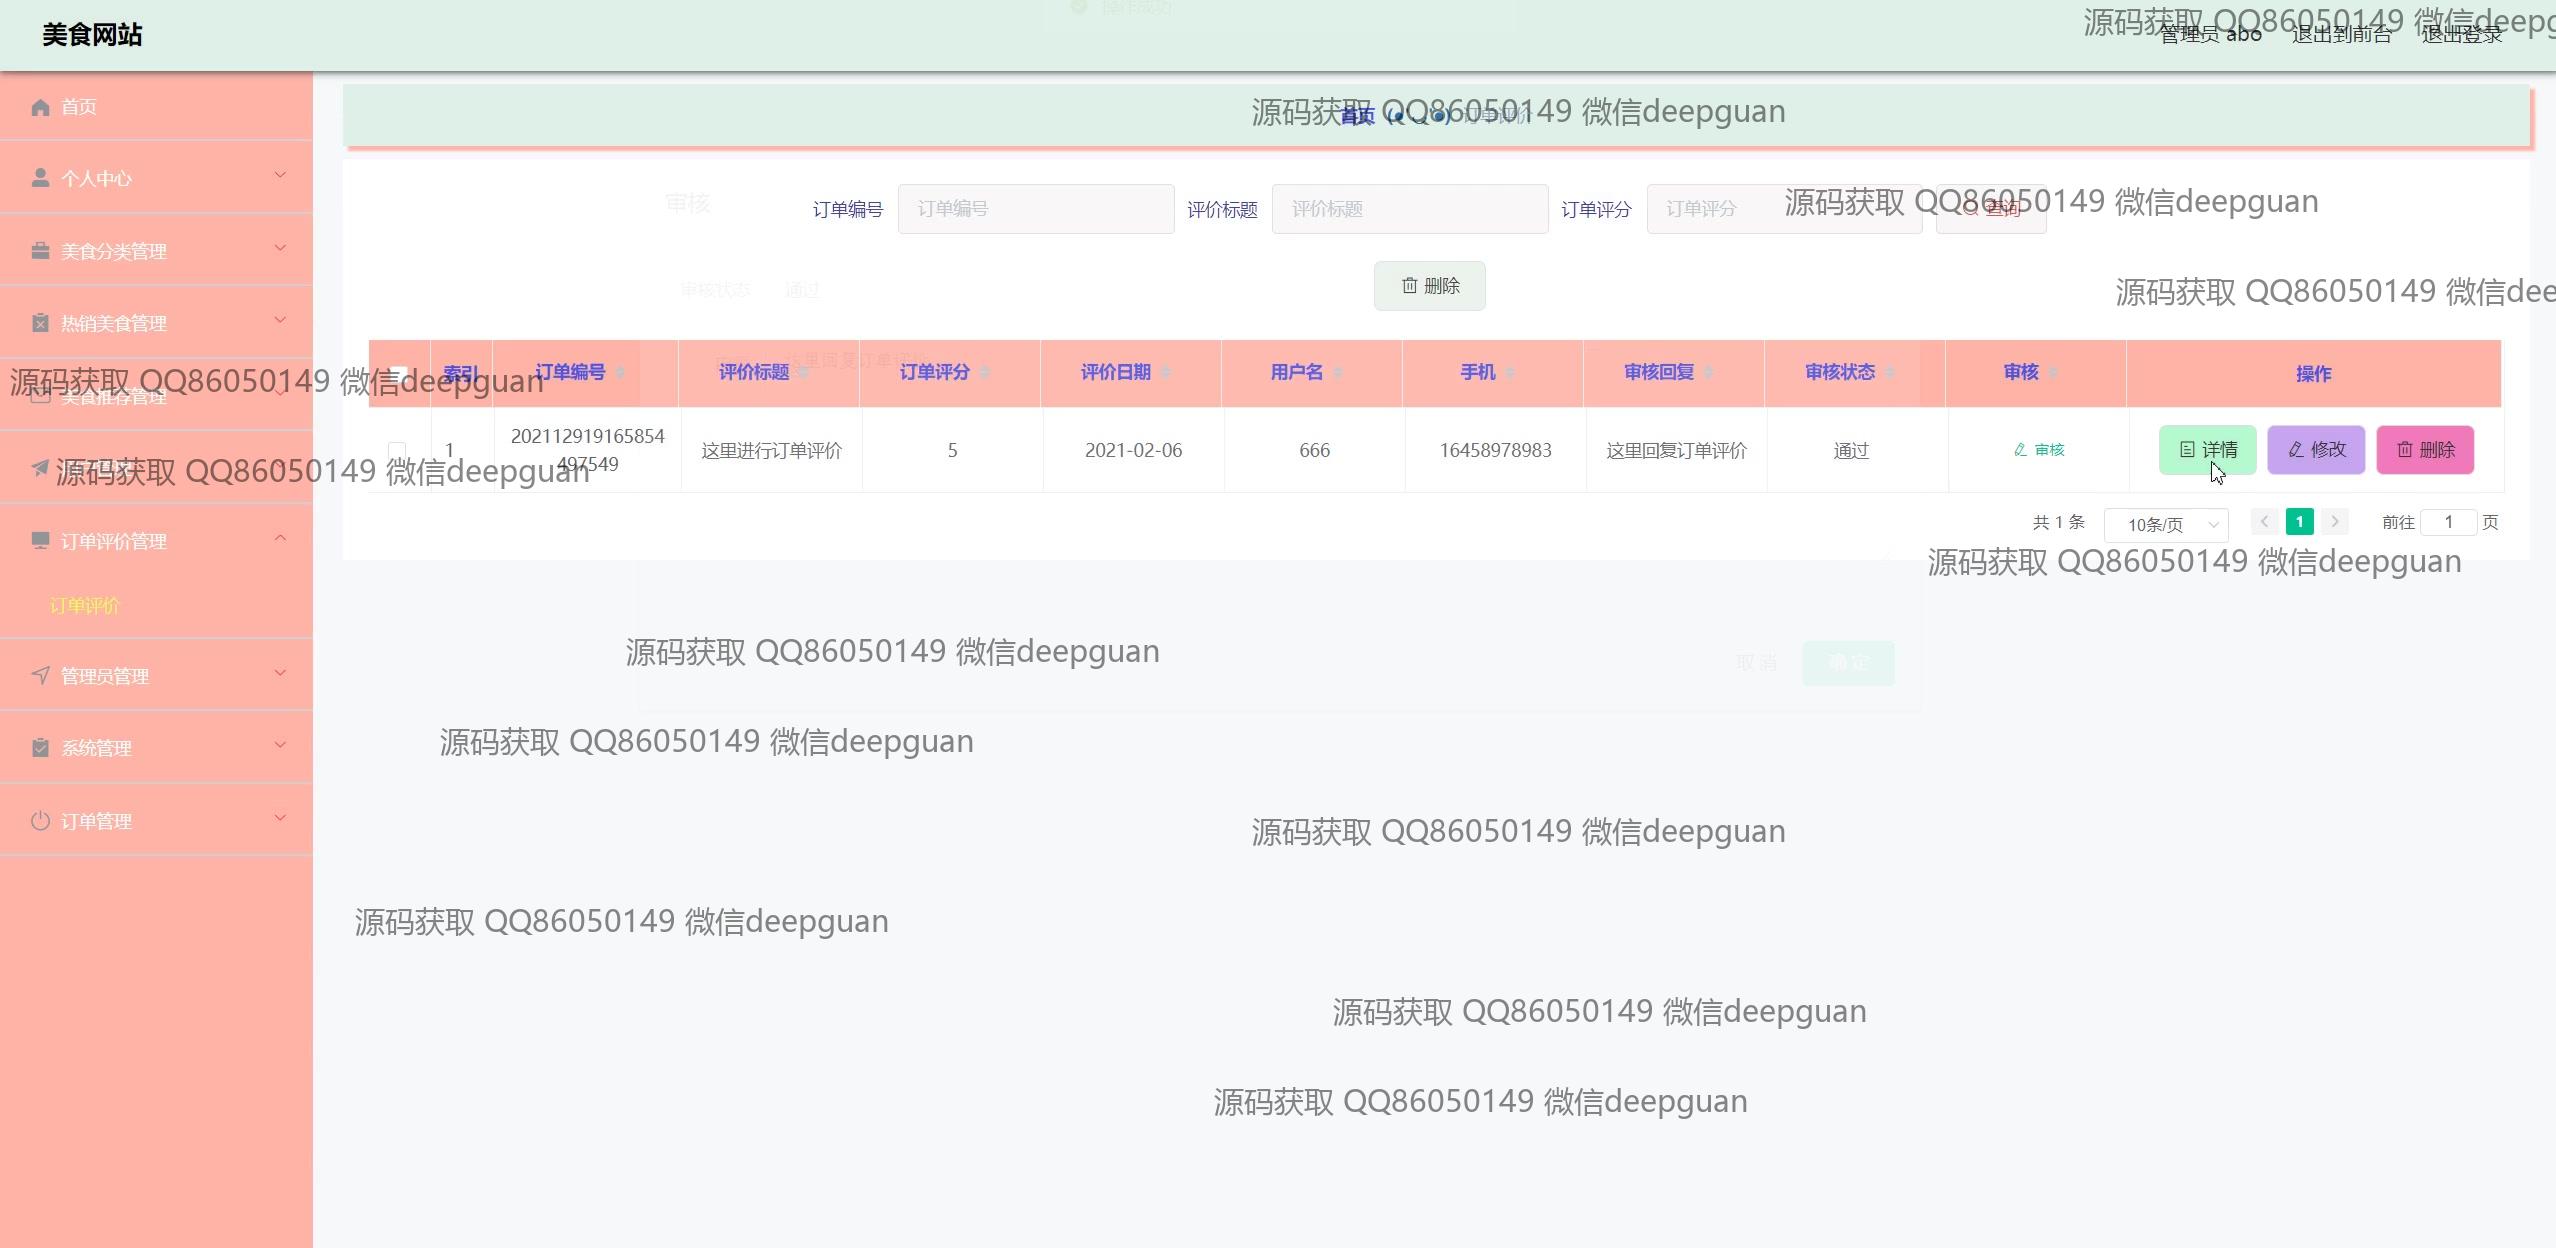 操作成功
美食网站
管理员 abo 退出到前台 退出登录
源码获取 QQ86050149 微信deepg
首页 订单评价
源码获取 QQ86050149 微信deepguan
首页
个人中心
美食分类管理
热销美食管理
美食推荐管理
订单评价管理
订单评价
管理员管理
系统管理
订单管理
审核
订单编号 订单编号 评价标题 评价标题 订单评分 订单评分 查询
源码获取 QQ86050149 微信deepguan
审核状态 通过
删除
源码获取 QQ86050149 微信dee
这里回复订单评价
索引 订单编号 评价标题 订单评分 评价日期 用户名 手机 审核回复 审核状态 审核 操作
源码获取 QQ86050149 微信deepguan
1 202112919165854497549 这里进行订单评价 5 2021-02-06 666 16458978983 这里回复订单评价 通过 审核 详情 修改 删除
源码获取 QQ86050149 微信deepguan
共 1 条 10条/页 1 前往 1 页
源码获取 QQ86050149 微信deepguan
源码获取 QQ86050149 微信deepguan
取消 确定
源码获取 QQ86050149 微信deepguan
源码获取 QQ86050149 微信deepguan
源码获取 QQ86050149 微信deepguan
源码获取 QQ86050149 微信deepguan
源码获取 QQ86050149 微信deepguan